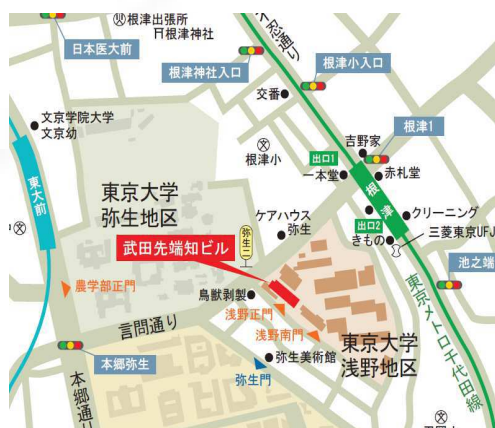 根津出張所
根津神社
日本医大前
不忍通り
根津神社入口
根津小入口
交番
文京学院大学
文京幼
文
根津小
吉野家
根津1
出口1
一本堂
赤札堂
東大前
東京大学
弥生地区
根津
ケアハウス
弥生
弥生二
出口2
クリーニング
きもの
三菱東京UFJ
武田先端知ビル
池之端
農学部正門
鳥獣剥製
浅野正門
言問通り
浅野南門
東京大学
浅野地区
東京メトロ千代田線
本郷弥生
弥生美術館
弥生門
本郷通り